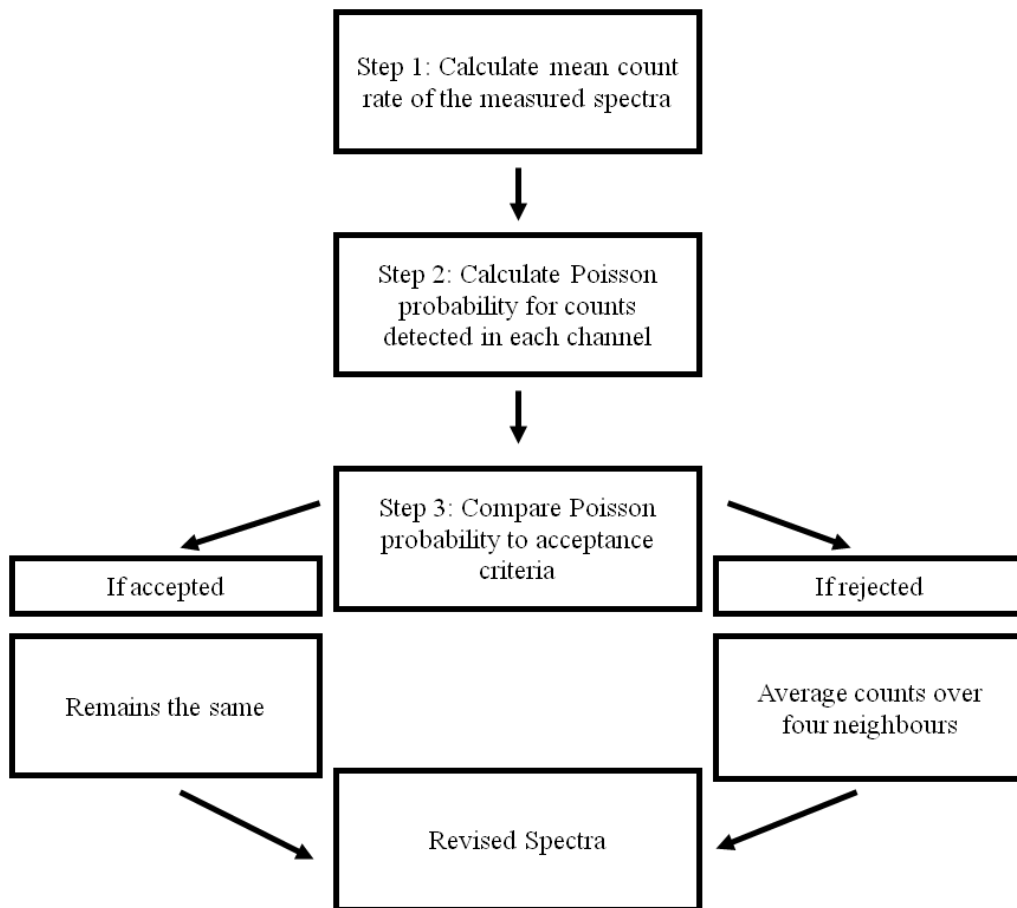 Step 1: Calculate mean count
rate of the measured spectra
Step 2: Calculate Poisson
probability for counts
detected in each channel
Step 3: Compare Poisson
probability to acceptance
criteria
If accepted
If rejected
Remains the same
Average counts over
four neighbours
Revised Spectra